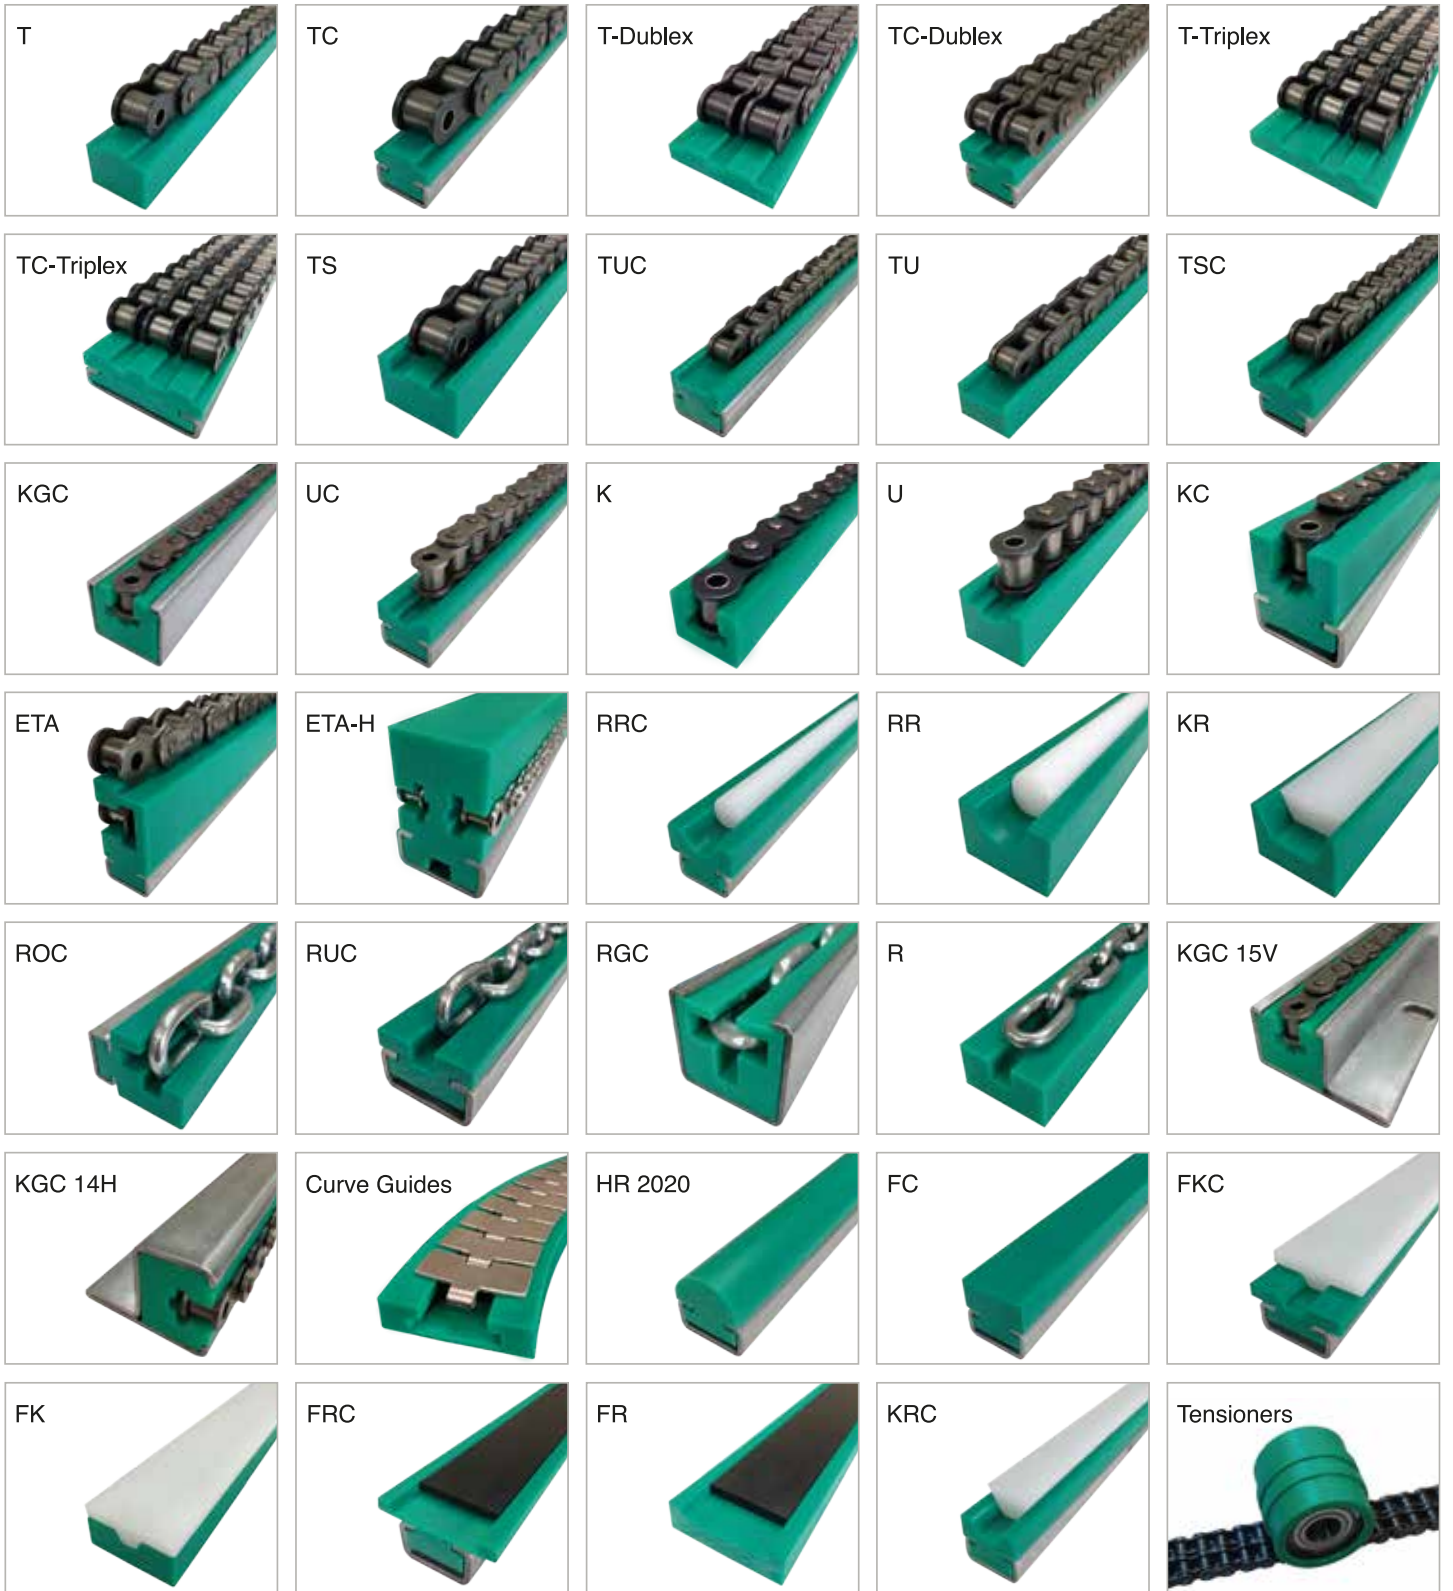 T
TC
T-Dublex
TC-Dublex
T-Triplex
TC-Triplex
TS
TUC
TU
TSC
KGC
UC
K
U
KC
ETA
ETA-H
RRC
RR
KR
ROC
RUC
RGC
R
KGC 15V
KGC 14H
Curve Guides
HR 2020
FC
FKC
FK
FRC
FR
KRC
Tensioners